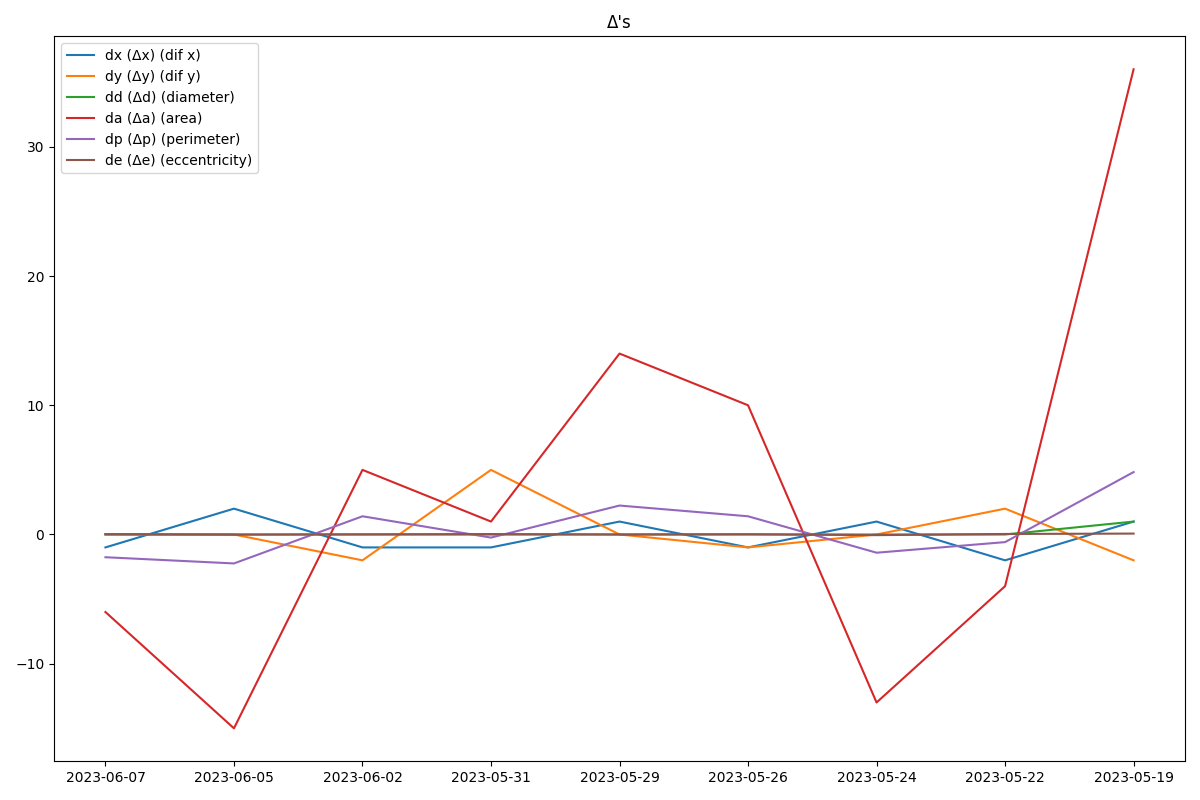 Δ's
dx (Δx) (dif x)
dy (Δy) (dif y)
dd (Δd) (diameter)
da (Δa) (area)
dp (Δp) (perimeter)
de (Δe) (eccentricity)
30
20
10
0
−10
2023-06-07 2023-06-05 2023-06-02 2023-05-31 2023-05-29 2023-05-26 2023-05-24 2023-05-22 2023-05-19